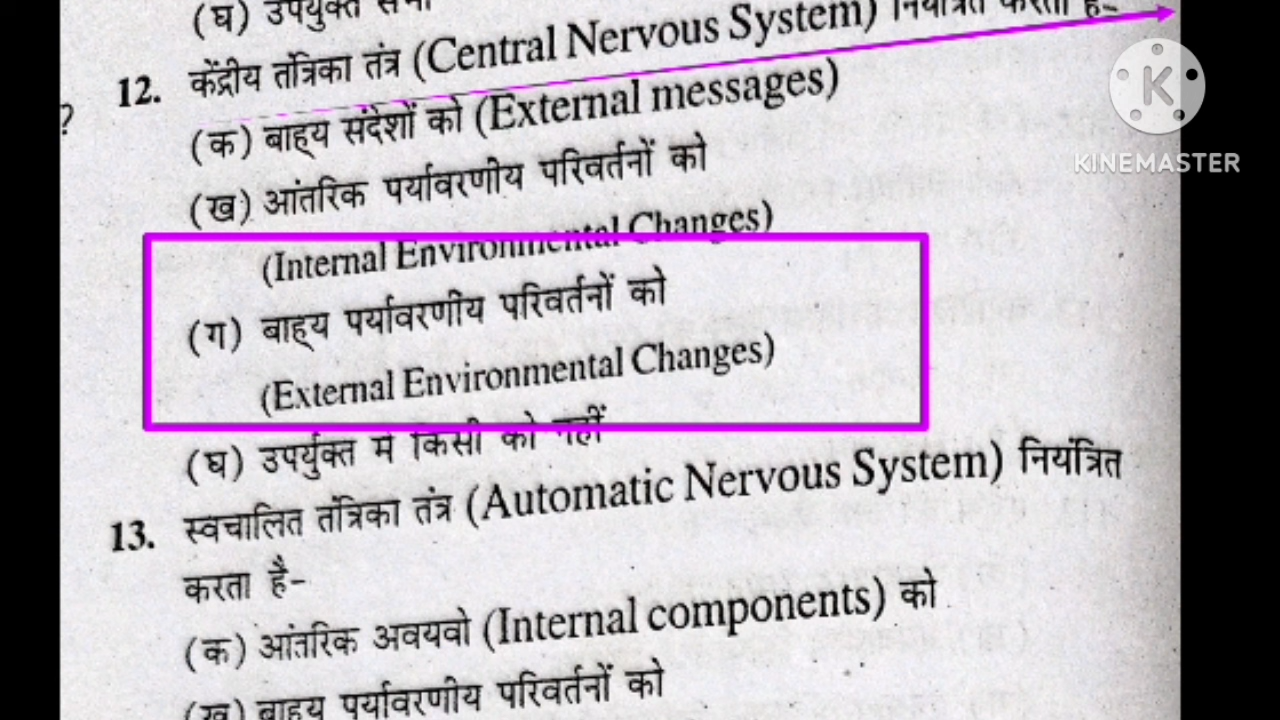 (घ) उपर्युक्त सभी
12. केंद्रीय तंत्रिका तंत्र (Central Nervous System) नियंत्रित करता है-
?
(क) बाह्य संदेशों को (External messages)
(ख) आंतरिक पर्यावरणीय परिवर्तनों को
(Internal Environmental Changes)
(ग) बाह्य पर्यावरणीय परिवर्तनों को
(External Environmental Changes)
(घ) उपर्युक्त में किसी को नहीं
13. स्वचालित तंत्रिका तंत्र (Automatic Nervous System) नियंत्रित
करता है-
(क) आंतरिक अवयवो (Internal components) को
(ख) बाह्य पर्यावरणीय परिवर्तनों को
K
KINEMASTER